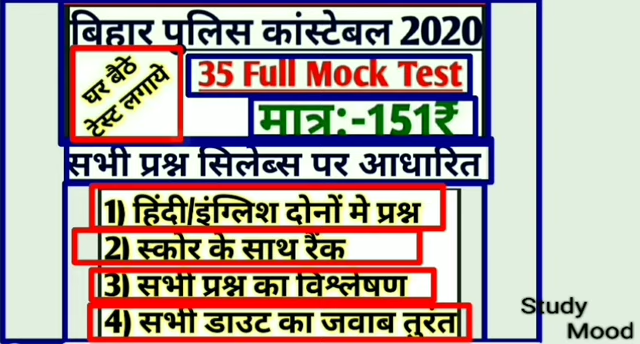 बिहार पुलिस कांस्टेबल 2020
घर बैठे
टेस्ट लगाये
35 Full Mock Test
मात्र:-151₹
सभी प्रश्न सिलेब्स पर आधारित
1) हिंदी/इंग्लिश दोनों मे प्रश्न
2) स्कोर के साथ रैंक
3) सभी प्रश्न का विश्लेषण
4) सभी डाउट का जवाब तुरंत
Study
Mood